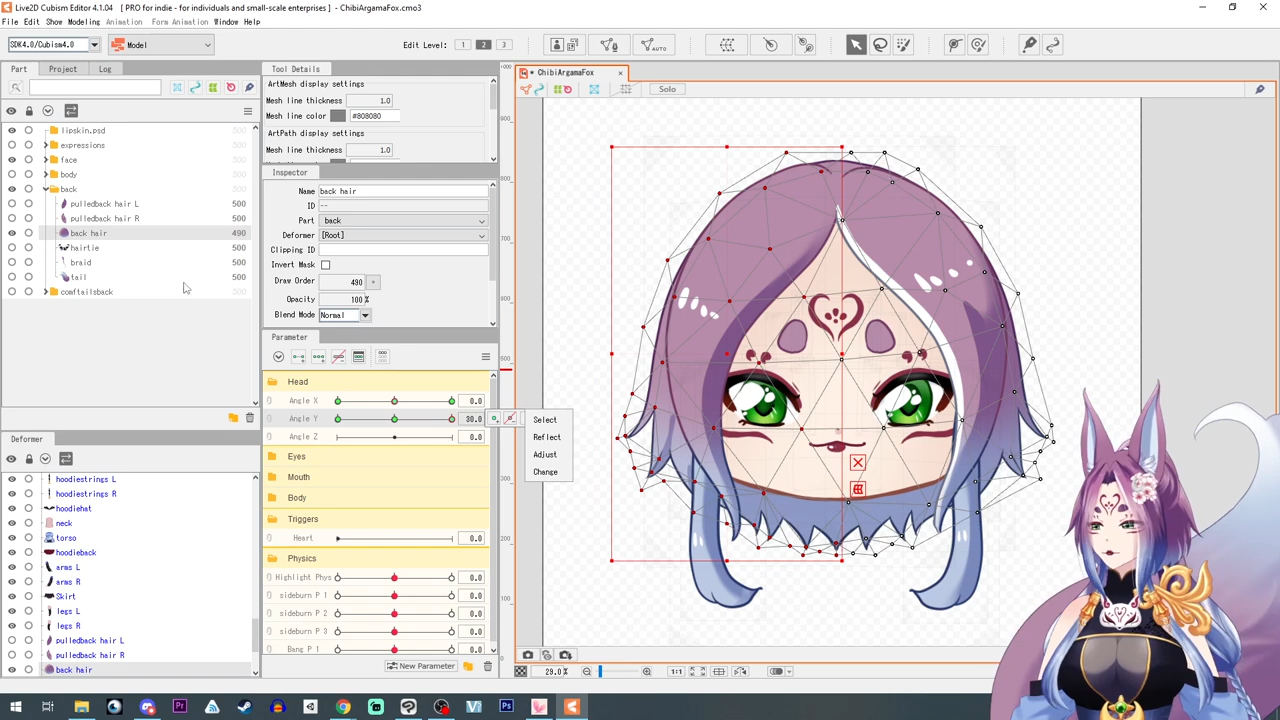 Live2D Cubism Editor 4.1.04 [ PRO for indie - for individuals and small-scale enterprises ] - ChibiArgamaFox.cmo3
File Edit Show Modeling Animation Form Animation Window Help
SDK4.0/Cubism4.0 Model Edit Level: 1 2 3 AUTO
Part Project Log
lipskin.psd 500
expressions 500
face 500
body 500
back 500
pulledback hair L 500
pulledback hair R 500
back hair 490
hairtie 500
braid 500
tail 500
comftailsback 500
Deformer
hoodiestrings L
hoodiestrings R
hoodiehat
neck
torso
hoodieback
arms L
arms R
Skirt
legs L
legs R
pulledback hair L
pulledback hair R
back hair
Tool Details
ArtMesh display settings
Mesh line thickness 1.0
Mesh line color #808080
ArtPath display settings
Mesh line thickness 1.0
Inspector
Name back hair
ID --
Part back
Deformer [Root]
Clipping ID
Invert Mask
Draw Order 490
Opacity 100 %
Blend Mode Normal
Parameter
Head
Angle X 0.0
Angle Y 30.0
Angle Z 0.0
Eyes
Mouth
Body
Triggers
Heart 0.0
Physics
Highlight Phys 0.0
sideburn P 1 0.0
sideburn P 2 0.0
sideburn P 3 0.0
Bang P 1 0.0
New Parameter
Select
Reflect
Adjust
Change
ChibiArgamaFox
Solo
29.0 %
1:1